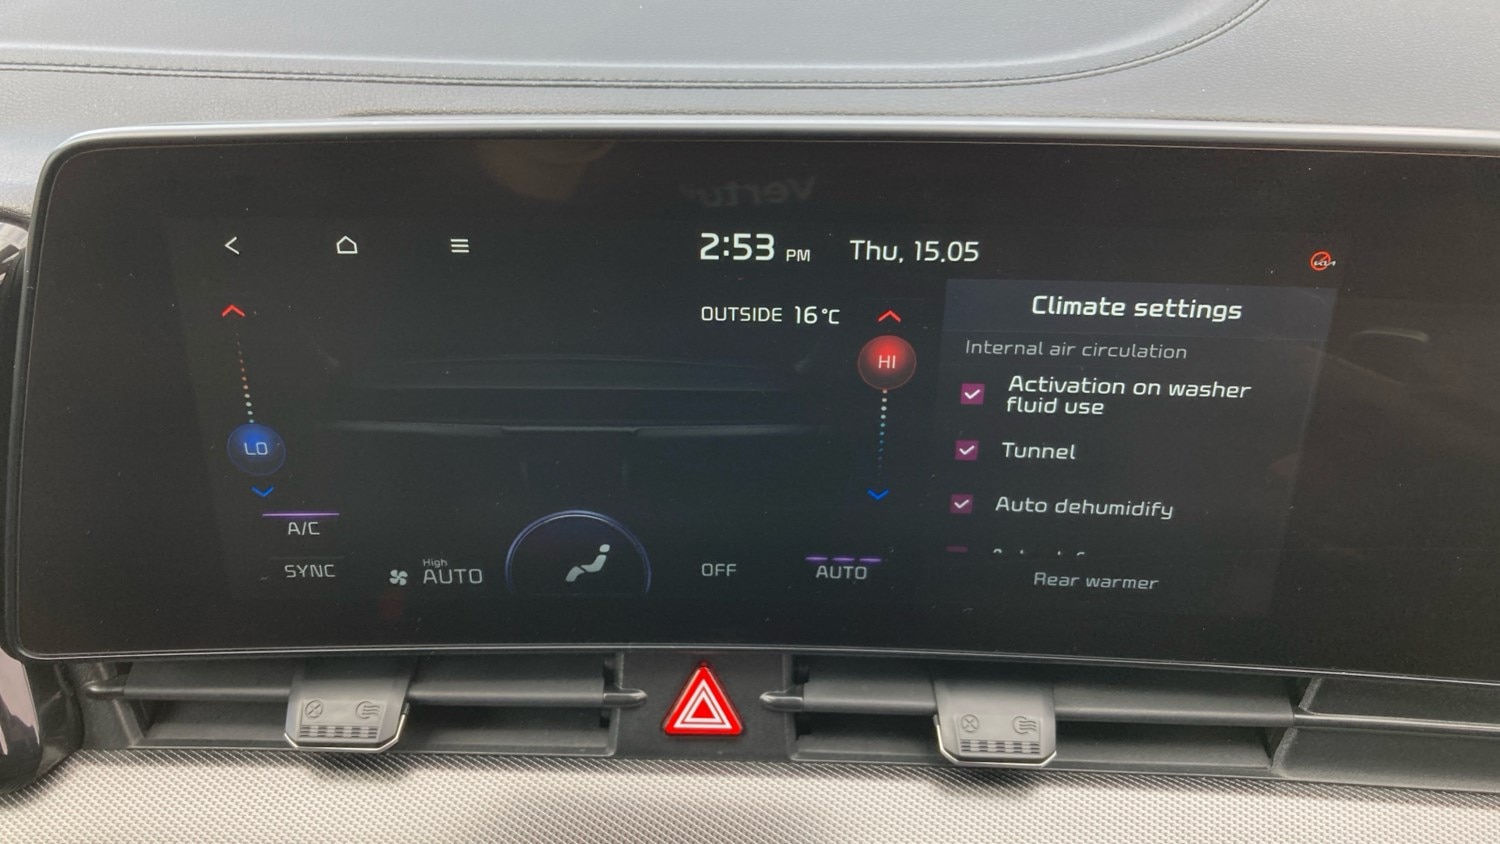 2:53 PM Thu, 15.05
OUTSIDE 16°C
Climate settings
Internal air circulation
HI
Activation on washer
fluid use
LO
Tunnel
Auto dehumidify
A/C
SYNC
High
AUTO
OFF
AUTO
Rear warmer